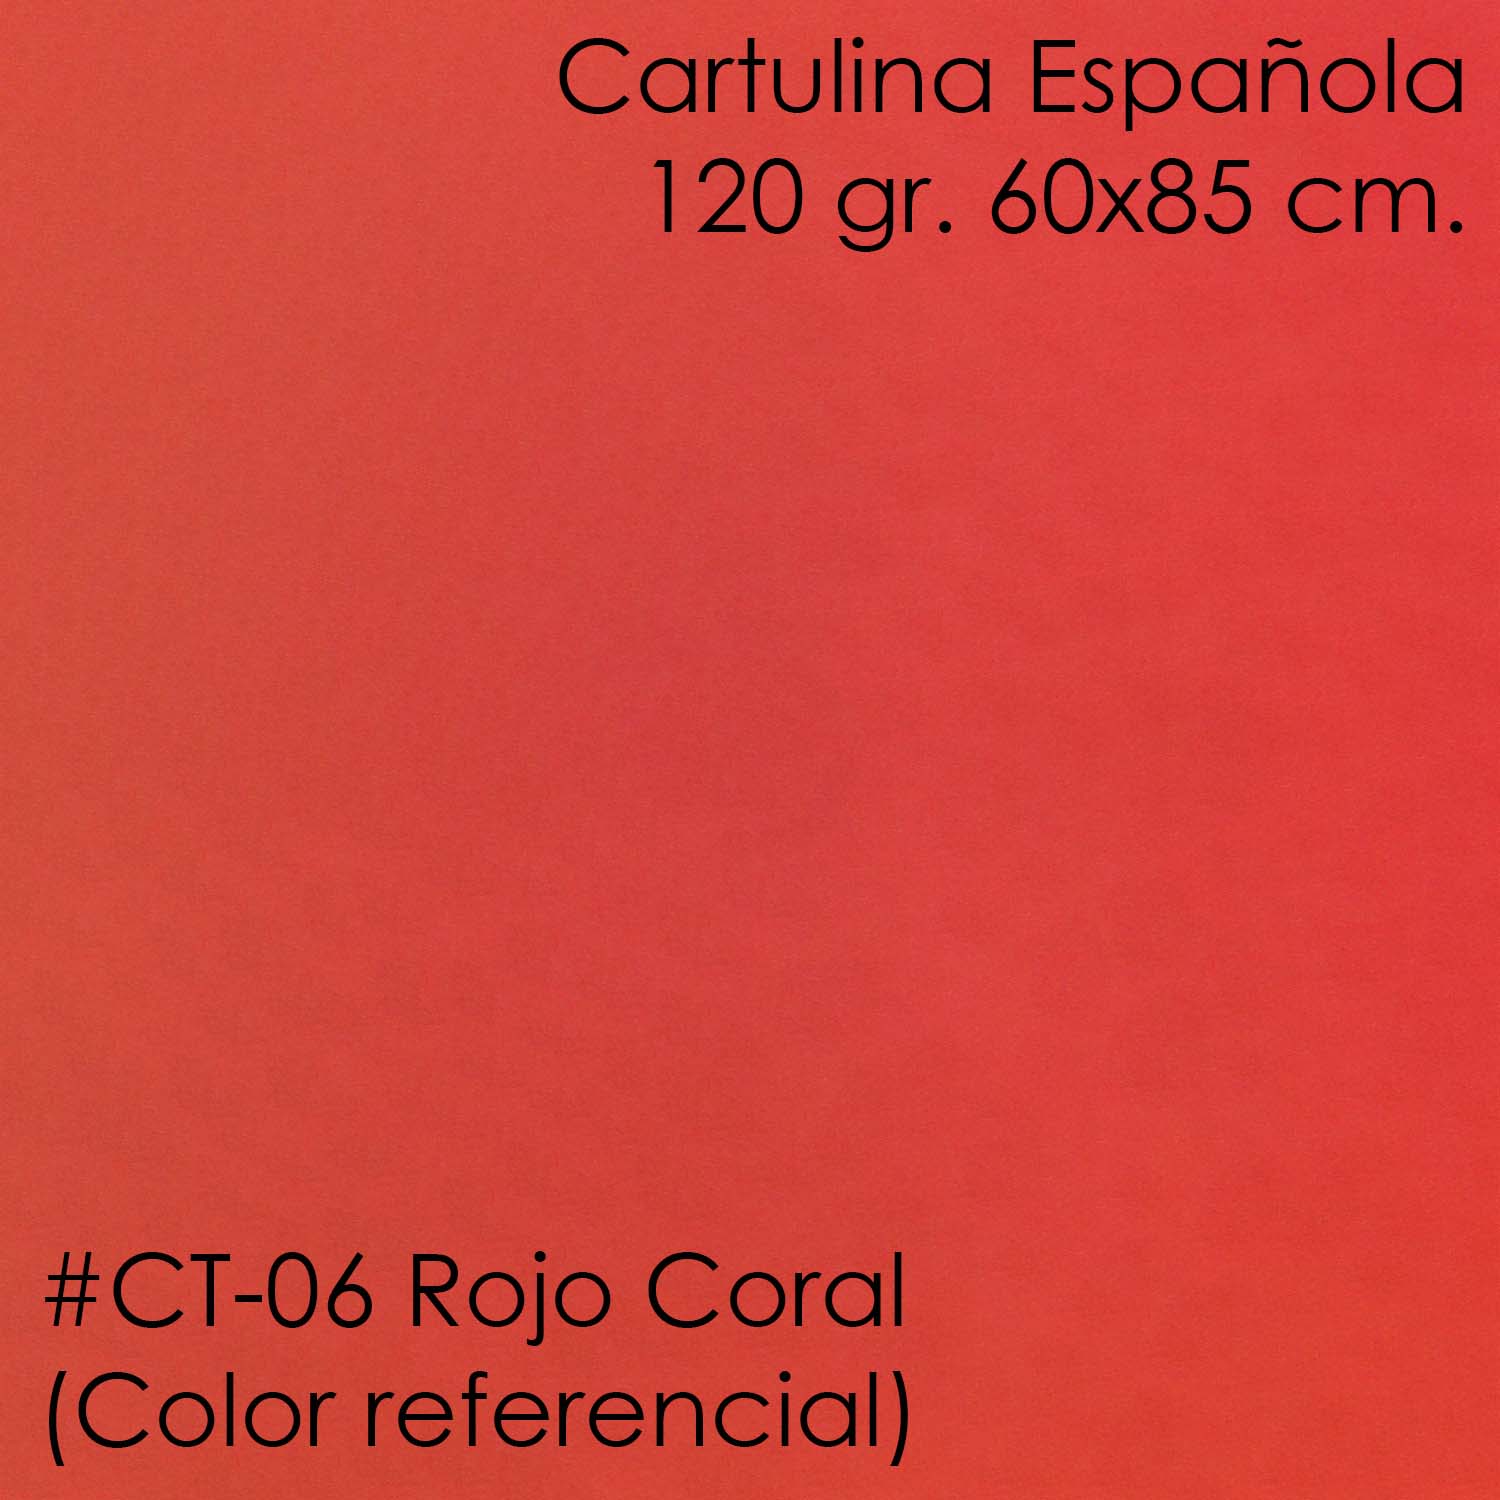 Cartulina Española
120 gr. 60x85 cm.
#CT-06 Rojo Coral
(Color referencial)